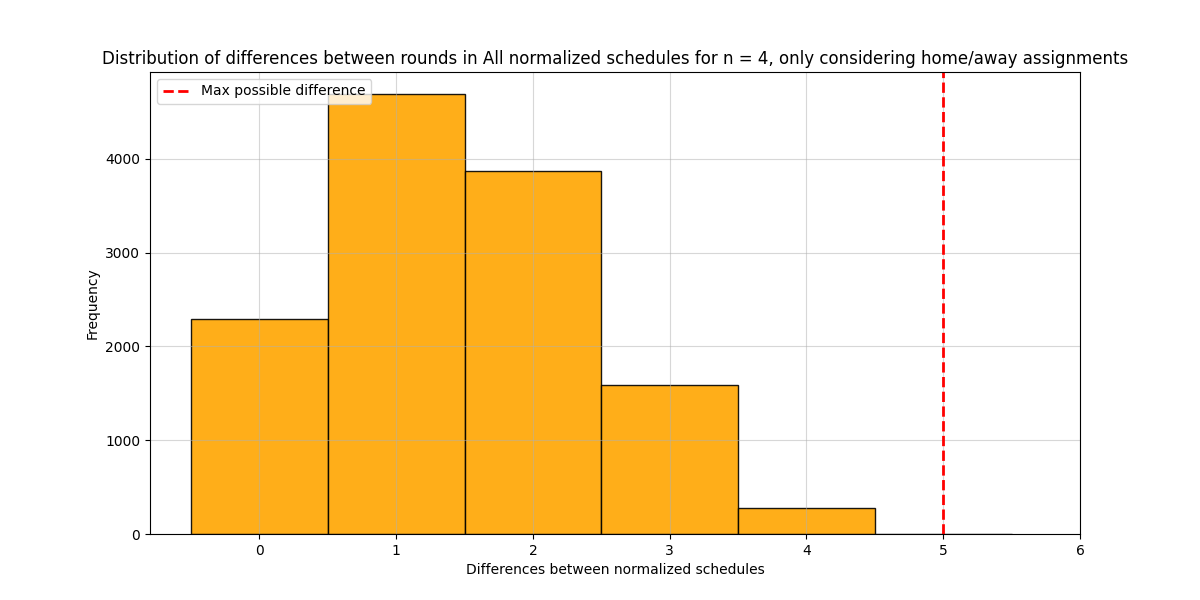 Distribution of differences between rounds in All normalized schedules for n = 4, only considering home/away assignments
Max possible difference
Frequency
4000
3000
2000
1000
0
0 1 2 3 4 5 6
Differences between normalized schedules